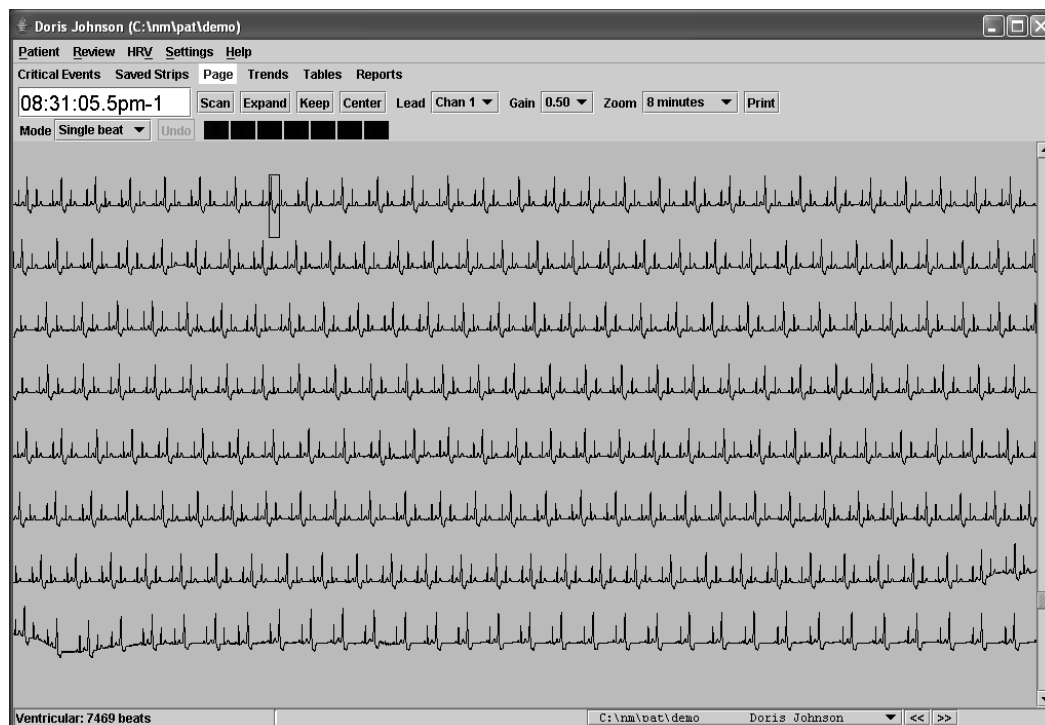 Doris Johnson (C:\nm\pat\demo)
Patient Review HRV Settings Help
Critical Events Saved Strips Page Trends Tables Reports
08:31:05.5pm-1 Scan Expand Keep Center Lead Chan 1 Gain 0.50 Zoom 8 minutes Print
Mode Single beat Undo
Ventricular: 7469 beats C:\nm\pat\demo Doris Johnson << >>